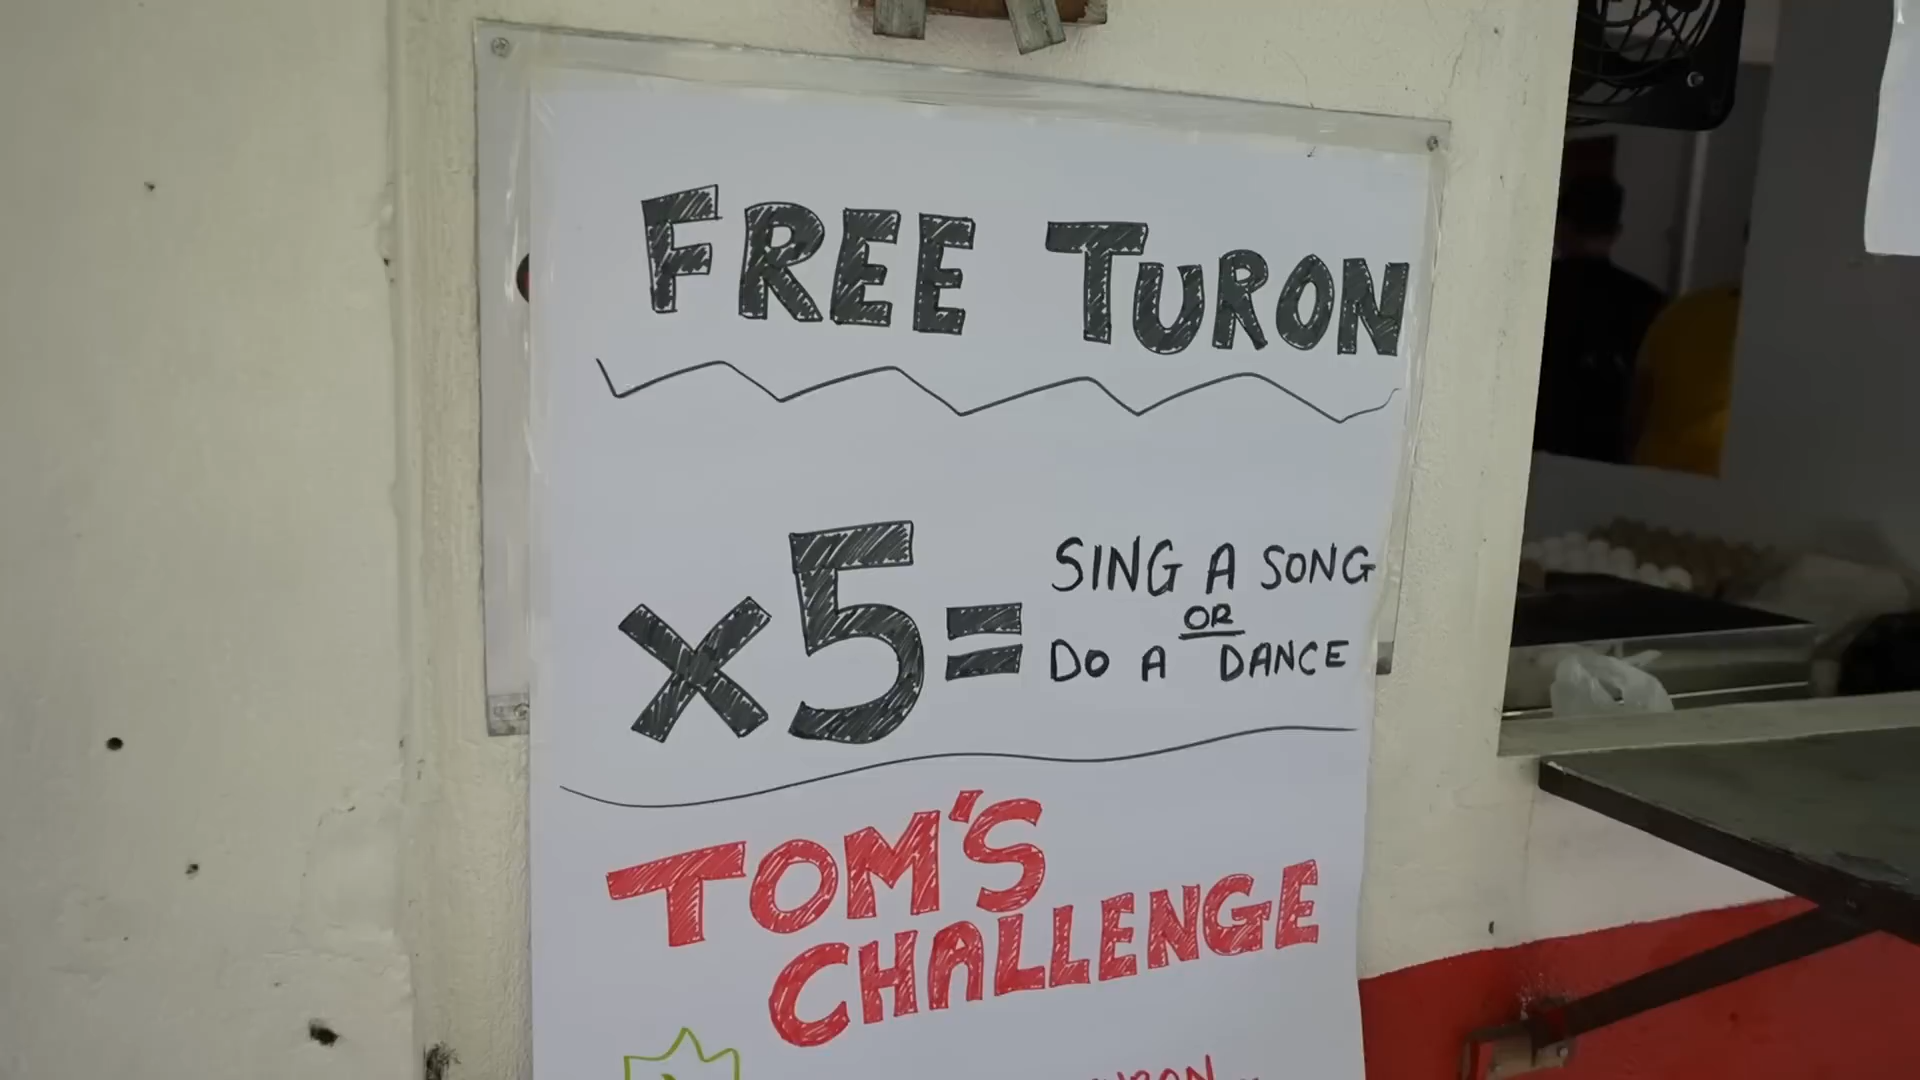 FREE TURON
x5=
SING A SONG
OR
DO A DANCE
TOM'S
CHALLENGE